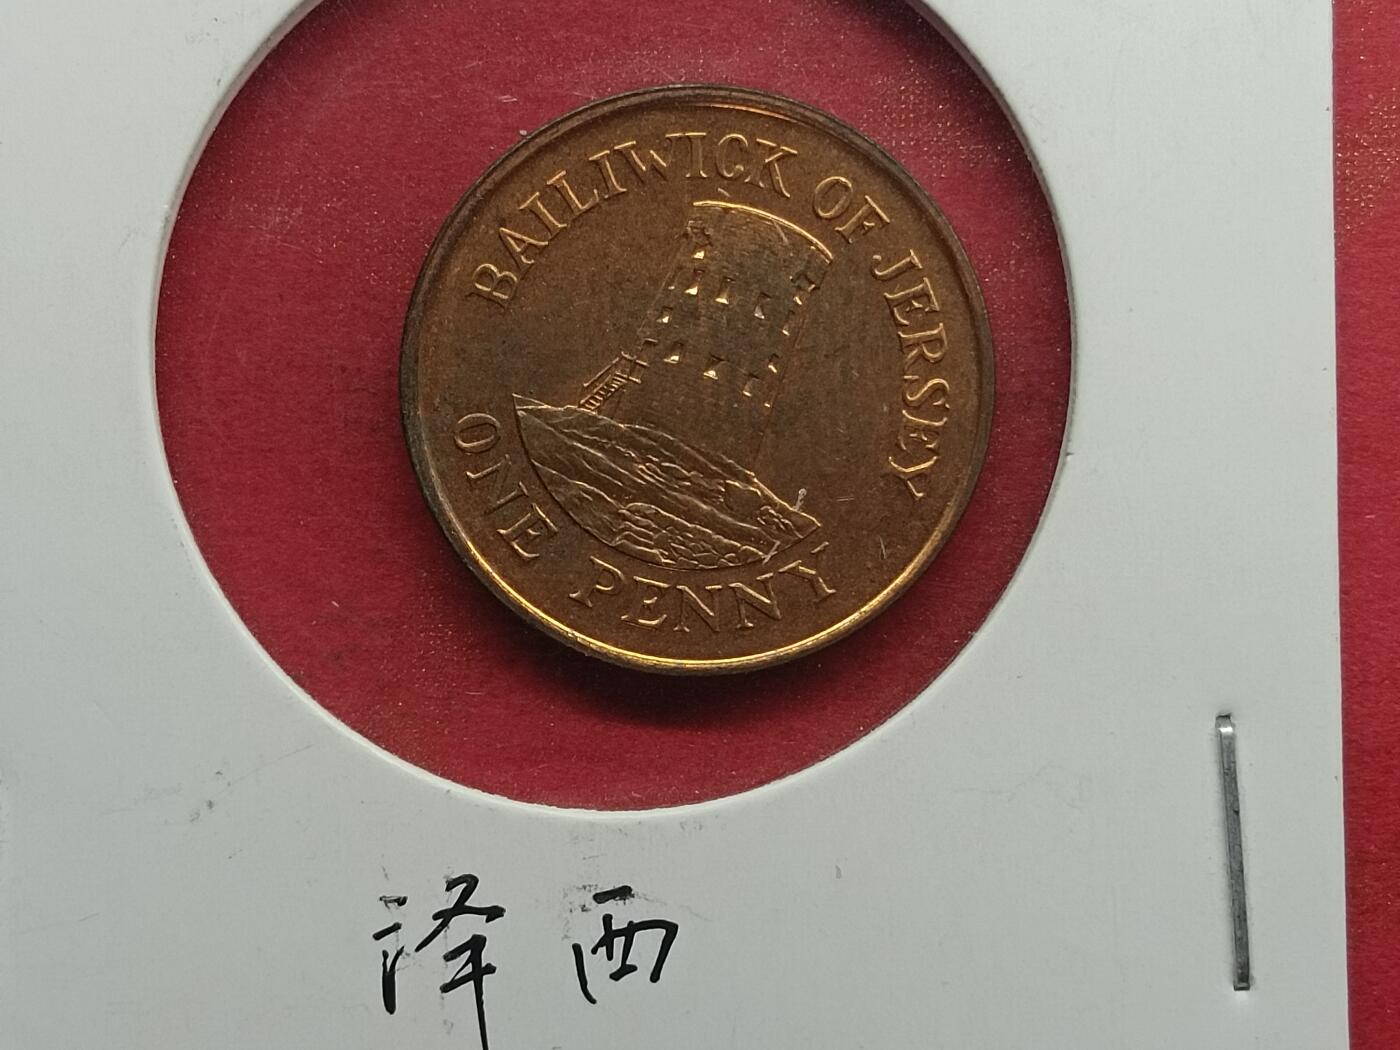 BAILIWICK OF JERSEY
ONE PENNY
泽西